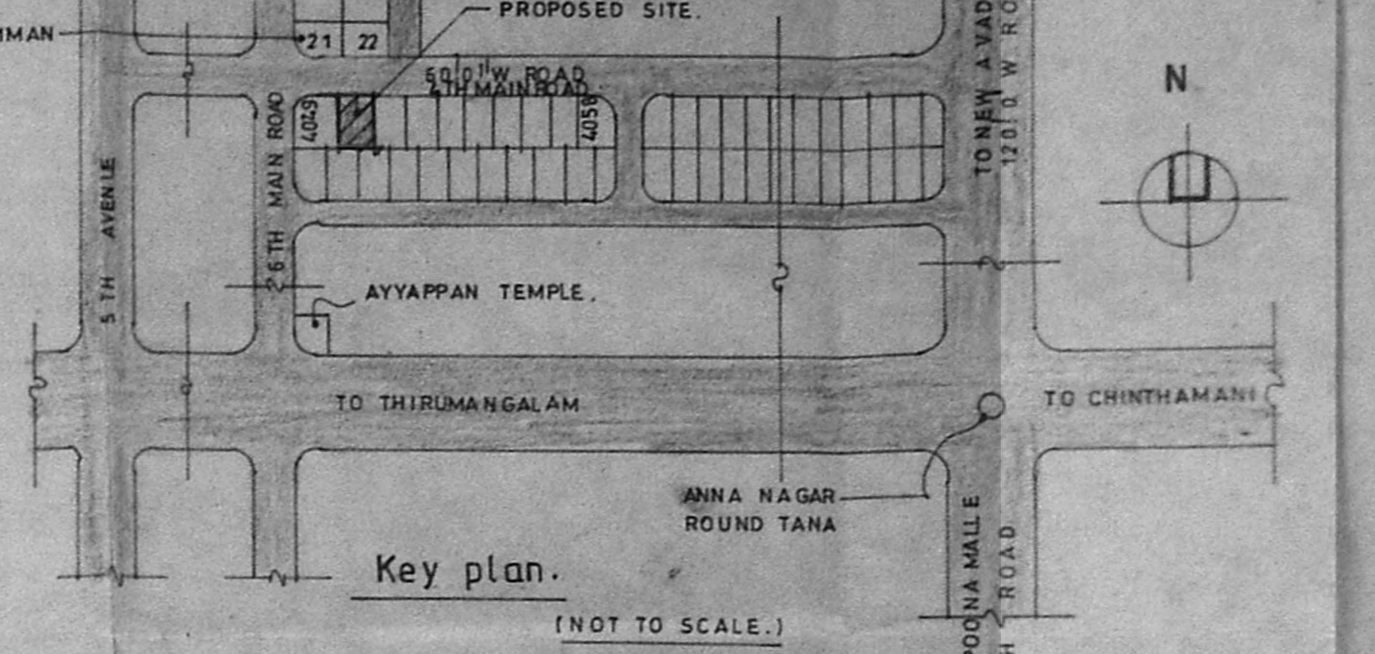 PROPOSED SITE.
MAN
21 22
60'0" W ROAD
4TH MAIN ROAD
4049
4058
N
TO NEW AVAD
120'0 W. RO
5TH AVENLE
26TH MAIN ROAD
AYYAPPAN TEMPLE.
TO THIRUMANGALAM
TO CHINTHAMANI
ANNA NAGAR
ROUND TANA
POONAMALLE
H ROAD
Key plan.
(NOT TO SCALE.)